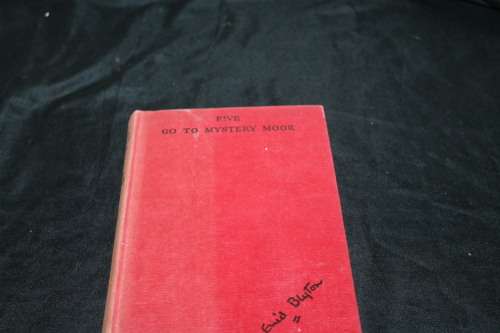 FIVE
GO TO MYSTERY MOOR
Enid Blyton